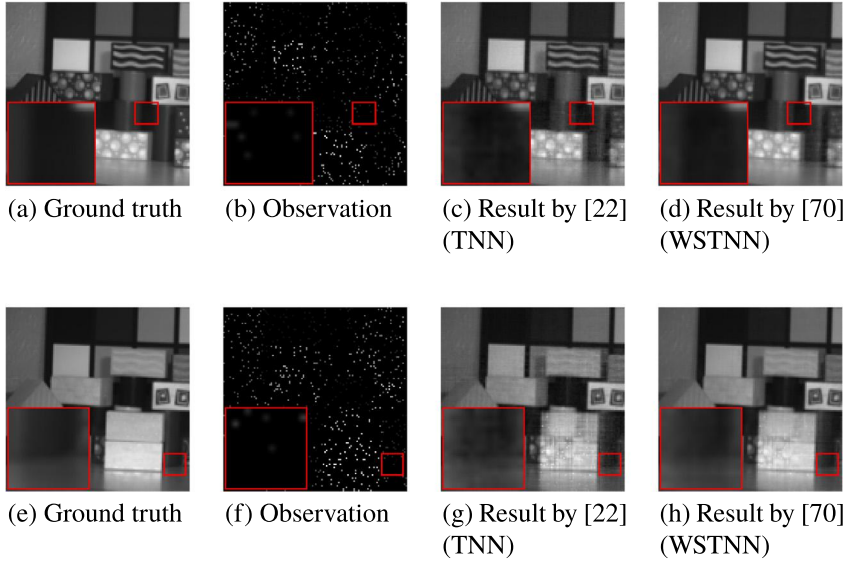 (a) Ground truth
(b) Observation
(c) Result by [22]
(TNN)
(d) Result by [70]
(WSTNN)
(e) Ground truth
(f) Observation
(g) Result by [22]
(TNN)
(h) Result by [70]
(WSTNN)